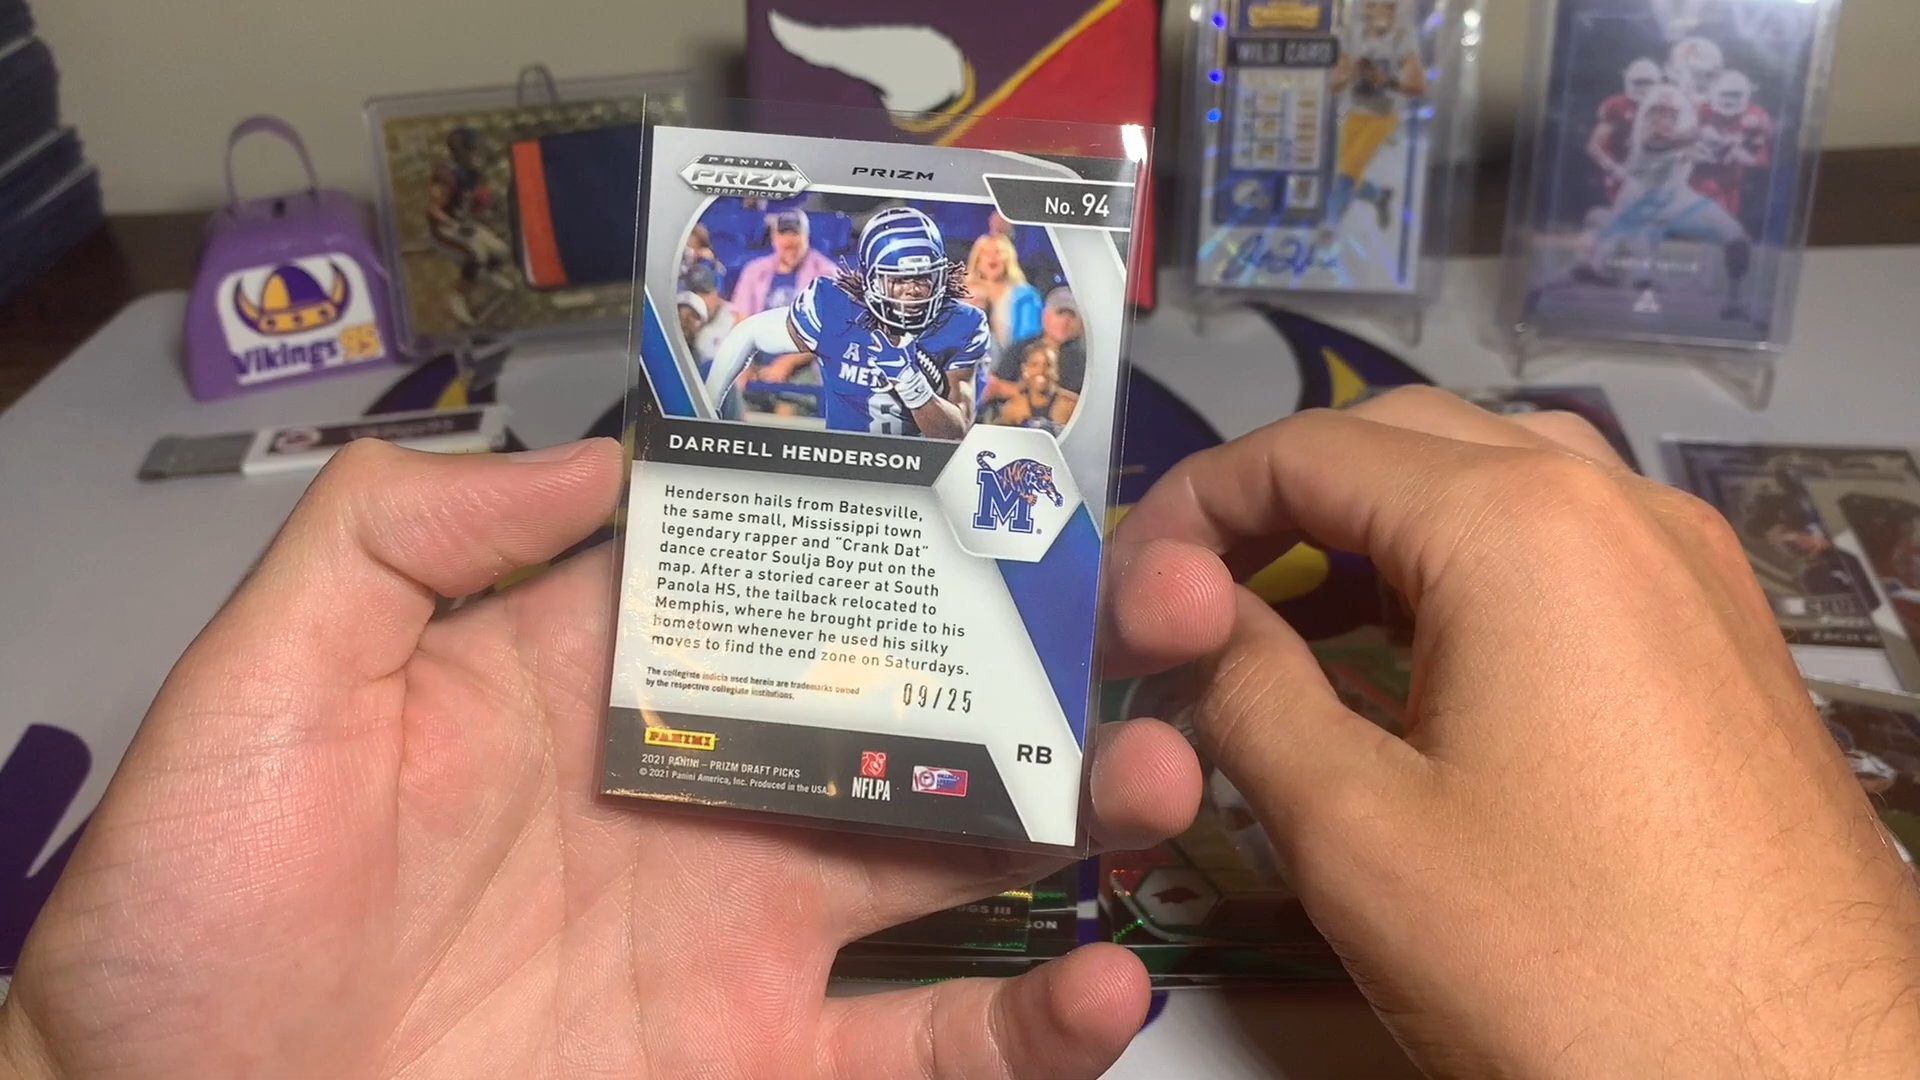 WILD CARD
Vikings 95
PANINI
PRIZM
DRAFT PICKS
PRIZM
No. 94
DARRELL HENDERSON
M
Henderson hails from Batesville,
the same small, Mississippi town
legendary rapper and "Crank Dat"
dance creator Soulja Boy put on the
map. After a storied career at South
Panola HS, the tailback relocated to
Memphis, where he brought pride to his
hometown whenever he used his silky
moves to find the end zone on Saturdays.
The collegiate indicia used herein are trademarks owned
by the respective collegiate institutions.
09/25
PANINI
2021 PANINI – PRIZM DRAFT PICKS
© 2021 Panini America, Inc. Produced in the USA.
NFLPA
RB